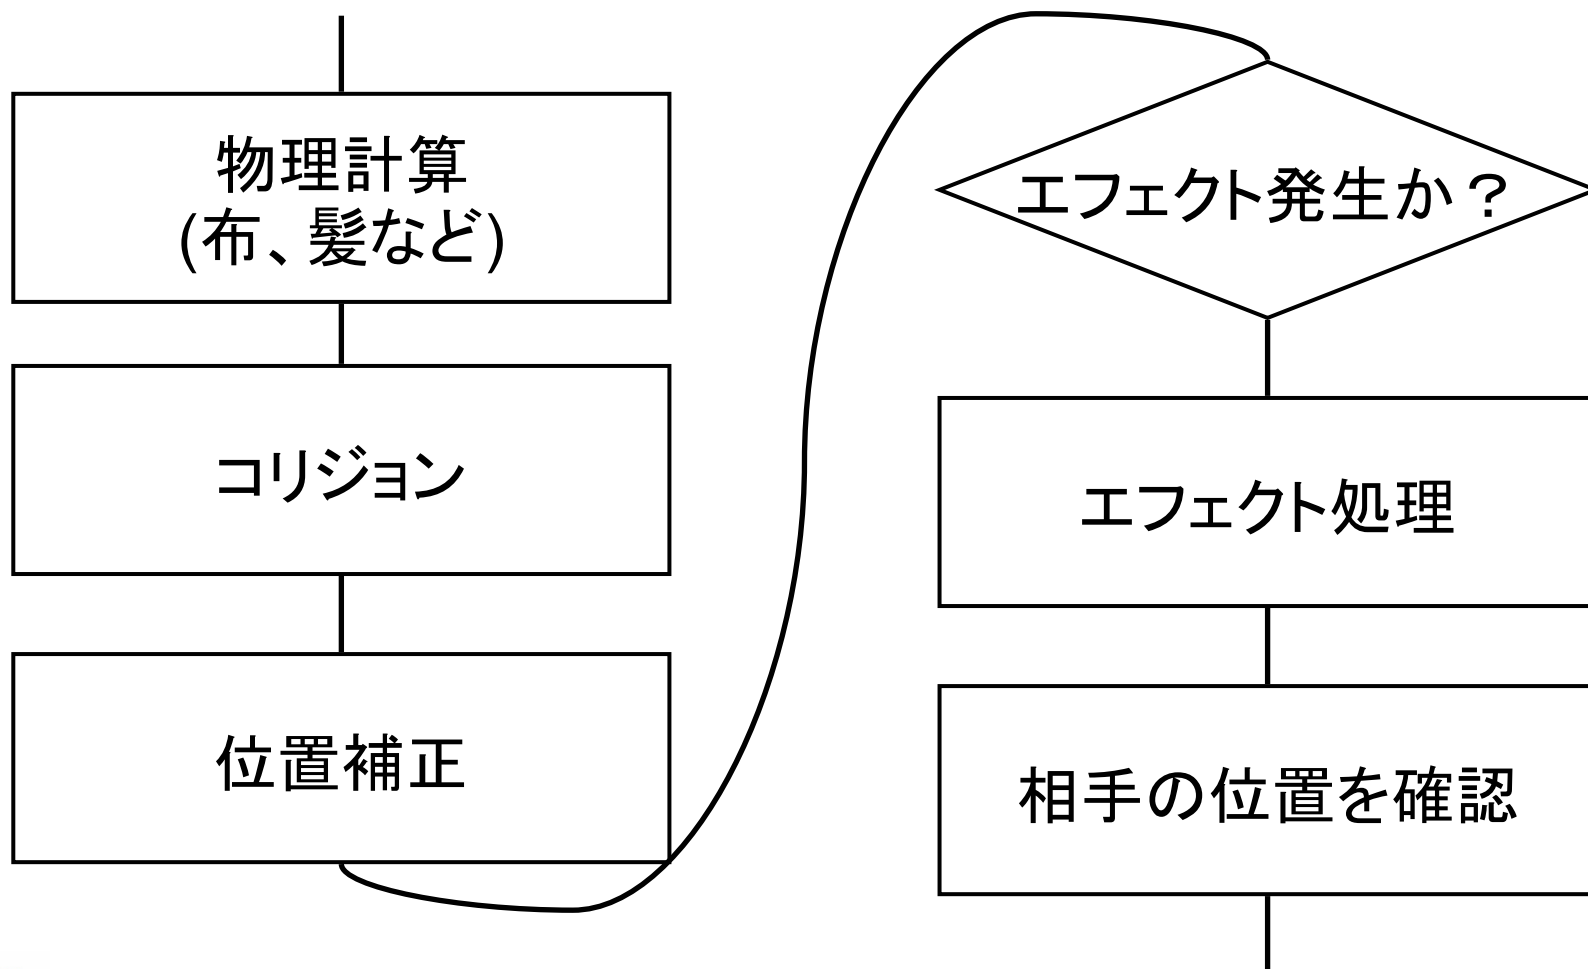 物理計算
(布、髪など)
コリジョン
位置補正
エフェクト発生か？
エフェクト処理
相手の位置を確認